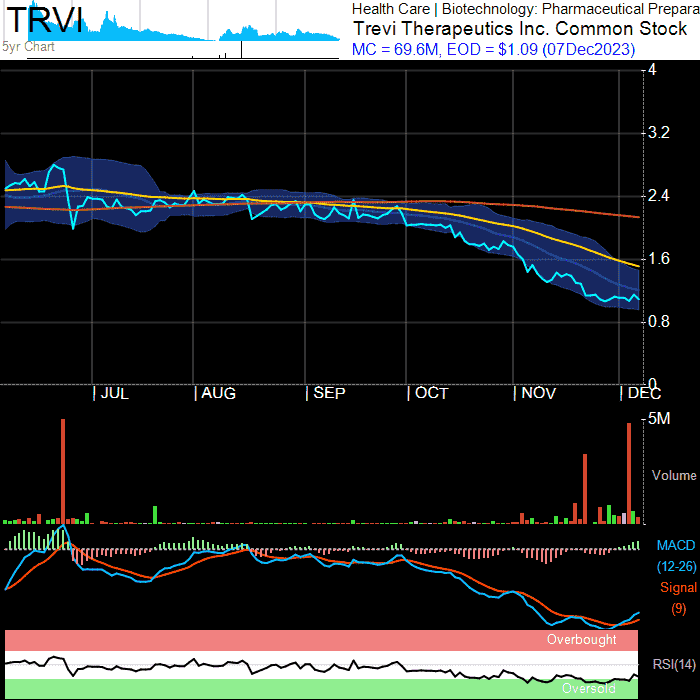 TRVI
5yr Chart
Health Care | Biotechnology: Pharmaceutical Prepara
Trevi Therapeutics Inc. Common Stock
MC = 69.6M, EOD = $1.09 (07Dec2023)
4
3.2
2.4
1.6
0.8
0
JUL AUG SEP OCT NOV DEC
5M
Volume
MACD
(12-26)
Signal
(9)
Overbought
RSI(14)
Oversold